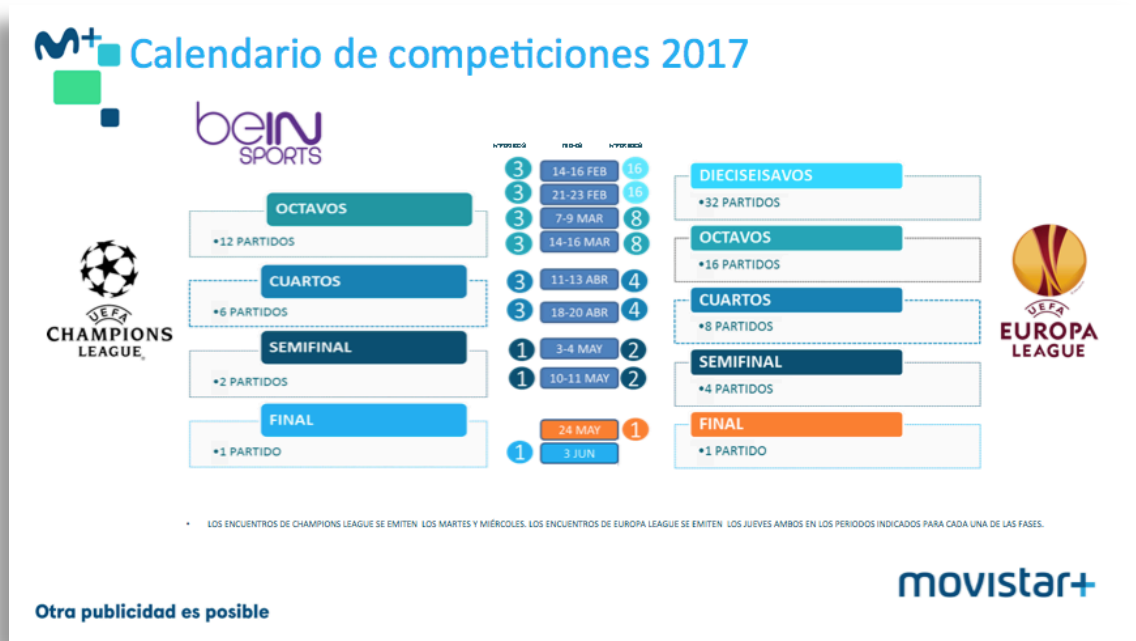 M+ Calendario de competiciones 2017
beIN
SPORTS
3 14-16 FEB 16
3 21-23 FEB 16
3 7-9 MAR 8
3 14-16 MAR 8
3 11-13 ABR 4
3 18-20 ABR 4
1 3-4 MAY 2
1 10-11 MAY 2
24 MAY 1
1 3 JUN
OCTAVOS
•12 PARTIDOS
CUARTOS
•6 PARTIDOS
SEMIFINAL
•2 PARTIDOS
FINAL
•1 PARTIDO
UEFA
CHAMPIONS
LEAGUE
DIECISEISAVOS
•32 PARTIDOS
OCTAVOS
•16 PARTIDOS
CUARTOS
•8 PARTIDOS
SEMIFINAL
•4 PARTIDOS
FINAL
•1 PARTIDO
UEFA
EUROPA
LEAGUE
• LOS ENCUENTROS DE CHAMPIONS LEAGUE SE EMITEN LOS MARTES Y MIÉRCOLES. LOS ENCUENTROS DE EUROPA LEAGUE SE EMITEN LOS JUEVES AMBOS EN LOS PERIODOS INDICADOS PARA CADA UNA DE LAS FASES.
movistar+
Otra publicidad es posible